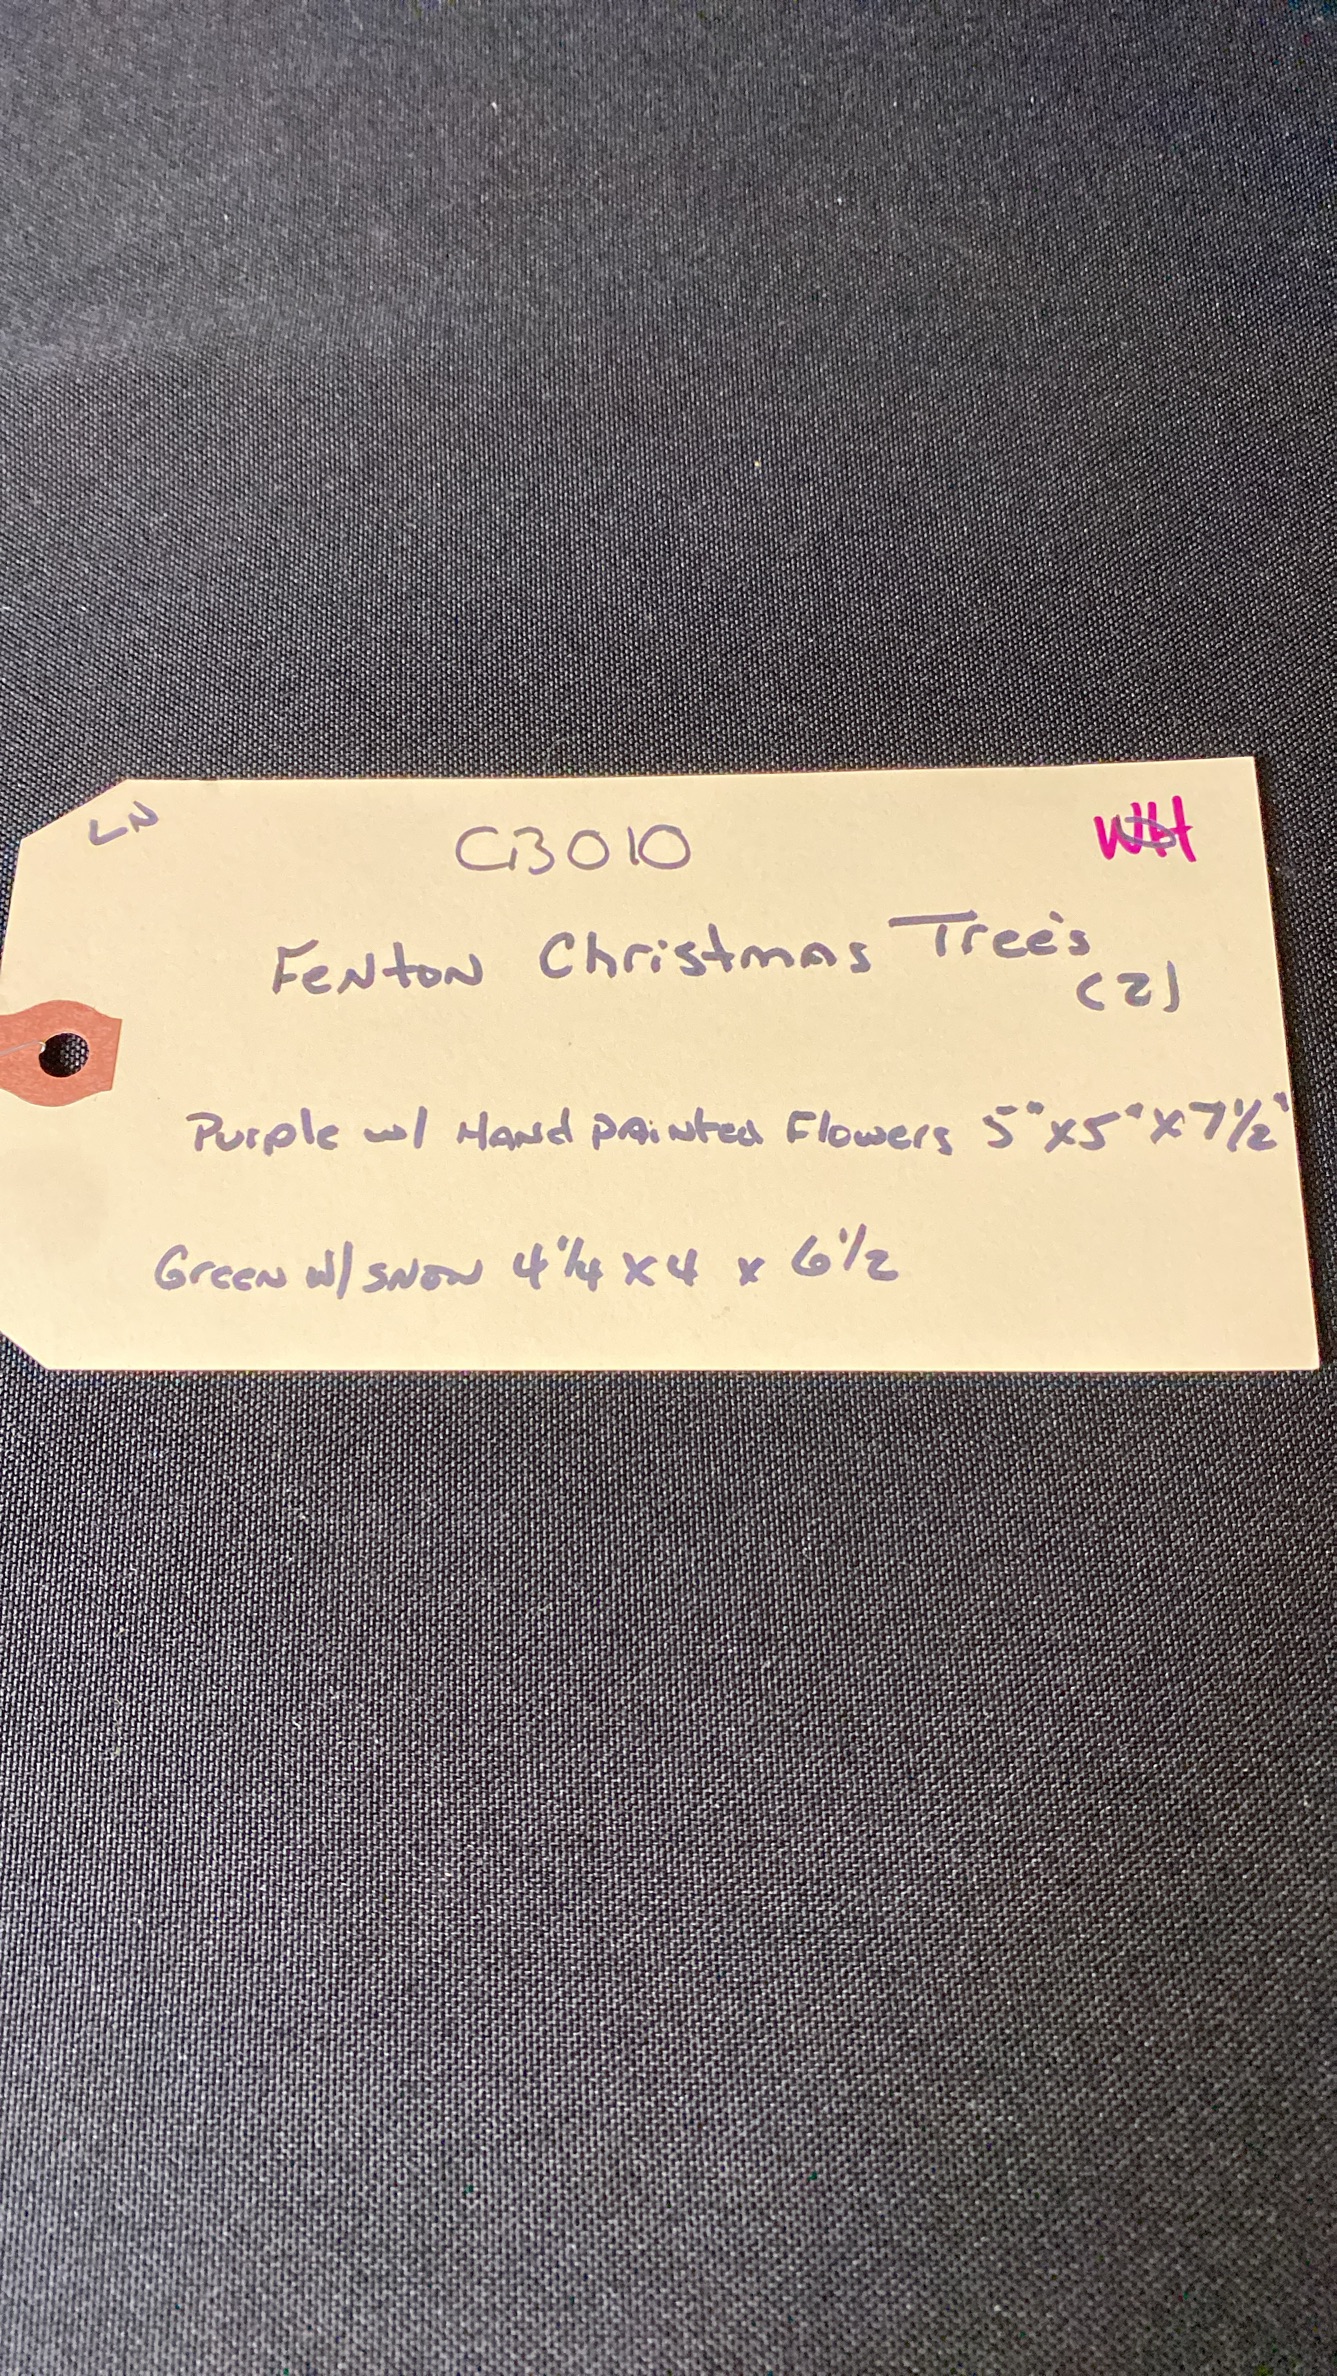 LN
G3010
WH
Fenton Christmas Tree's
(2)
Purple w/ Hand painted Flowers 5"x5"x7½"
Green w/ snow 4¼ x 4 x 6½